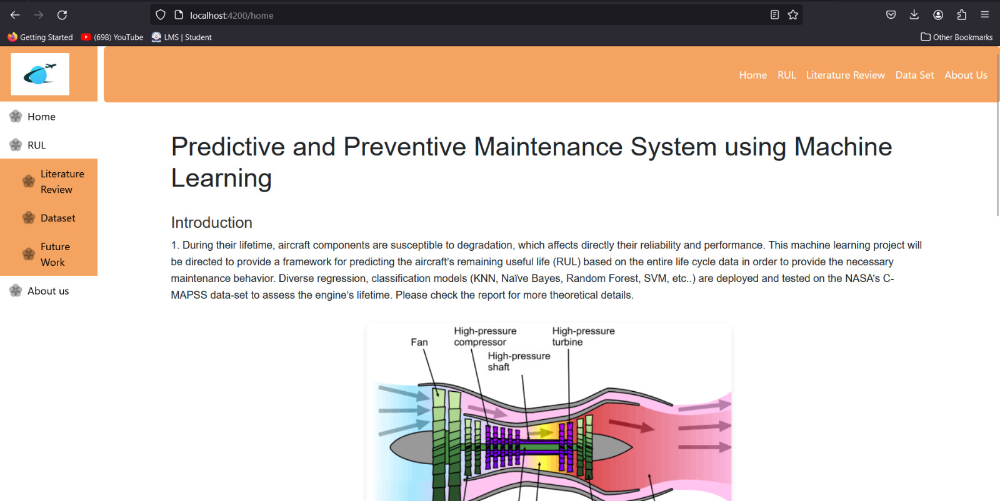 localhost:4200/home
Getting Started
(698) YouTube
LMS | Student
Other Bookmarks
Home
RUL
Literature Review
Data Set
About Us
Home
RUL
Literature
Review
Dataset
Future
Work
About us
Predictive and Preventive Maintenance System using Machine
Learning
Introduction
1. During their lifetime, aircraft components are susceptible to degradation, which affects directly their reliability and performance. This machine learning project will
be directed to provide a framework for predicting the aircraft’s remaining useful life (RUL) based on the entire life cycle data in order to provide the necessary
maintenance behavior. Diverse regression, classification models (KNN, Naïve Bayes, Random Forest, SVM, etc..) are deployed and tested on the NASA’s C-
MAPSS data-set to assess the engine’s lifetime. Please check the report for more theoretical details.
Fan
High-pressure
compressor
High-pressure
shaft
High-pressure
turbine